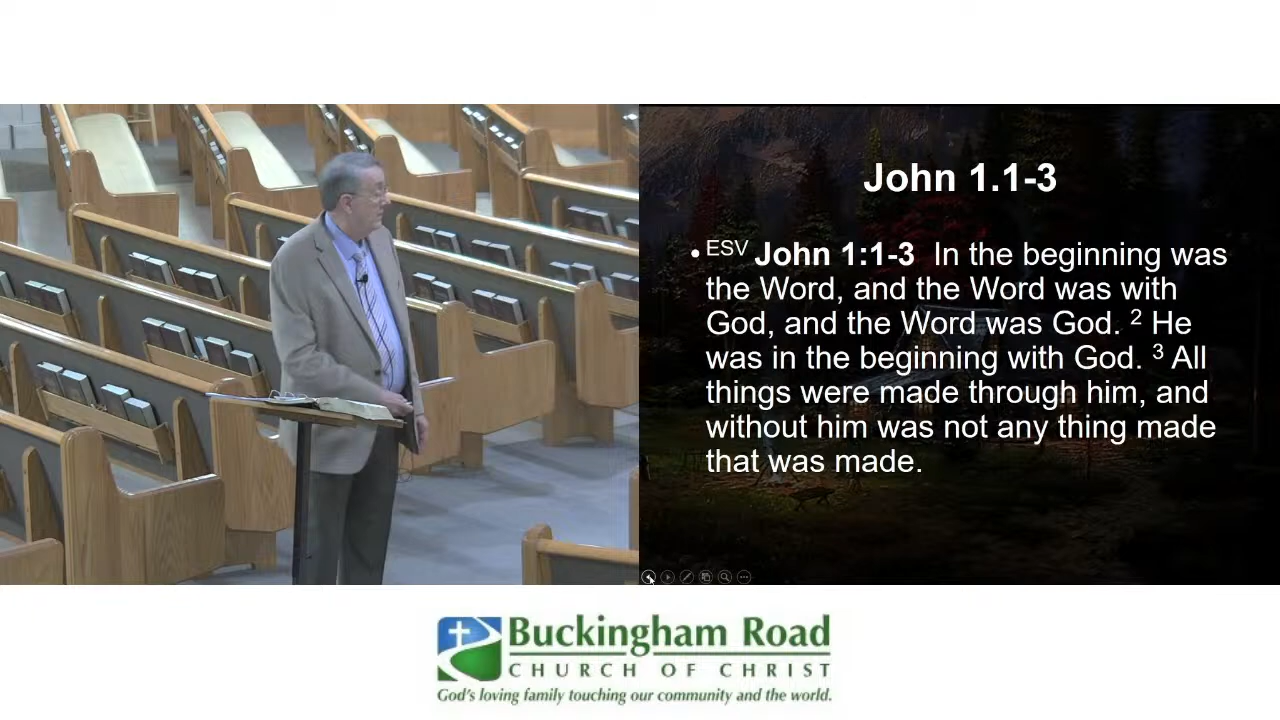 John 1.1-3
• ESV John 1:1-3 In the beginning was
the Word, and the Word was with
God, and the Word was God. 2 He
was in the beginning with God. 3 All
things were made through him, and
without him was not any thing made
that was made.
Buckingham Road
CHURCH OF CHRIST
God's loving family touching our community and the world.